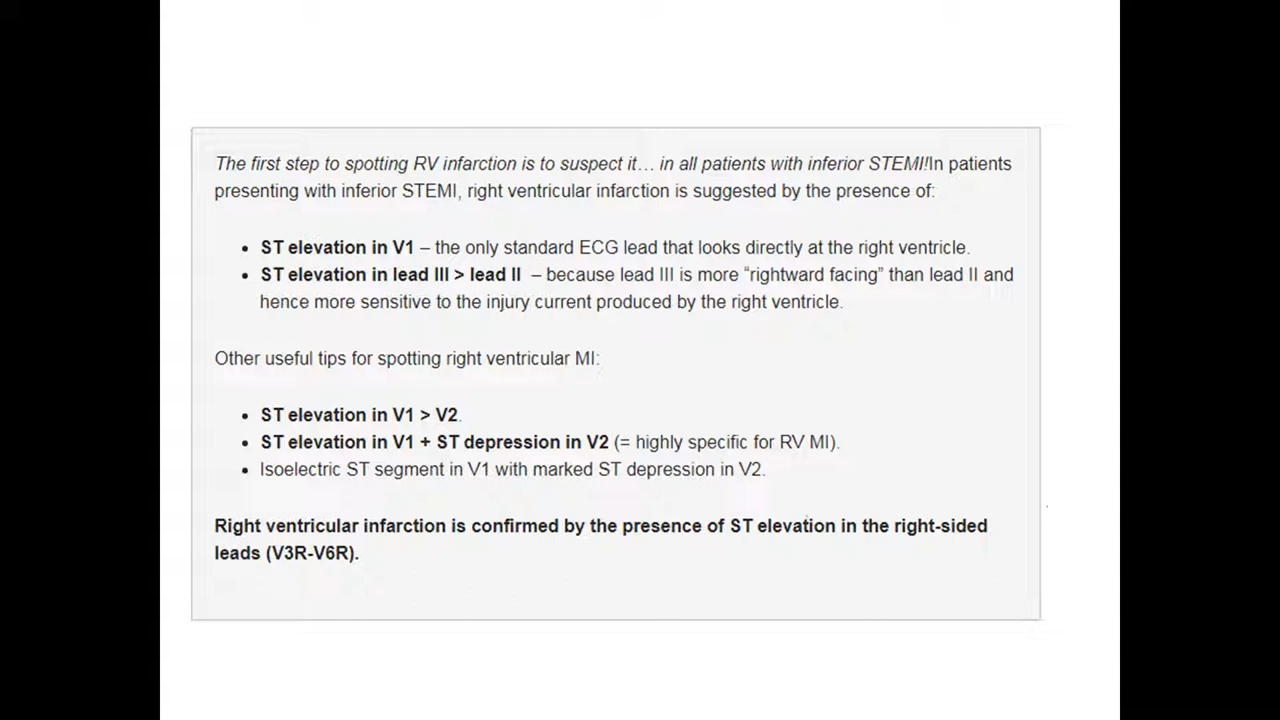 The first step to spotting RV infarction is to suspect it… in all patients with inferior STEMI!In patients
presenting with inferior STEMI, right ventricular infarction is suggested by the presence of:
• ST elevation in V1 – the only standard ECG lead that looks directly at the right ventricle.
• ST elevation in lead III > lead II – because lead III is more “rightward facing” than lead II and
hence more sensitive to the injury current produced by the right ventricle.
Other useful tips for spotting right ventricular MI:
• ST elevation in V1 > V2.
• ST elevation in V1 + ST depression in V2 (= highly specific for RV MI).
• Isoelectric ST segment in V1 with marked ST depression in V2.
Right ventricular infarction is confirmed by the presence of ST elevation in the right-sided
leads (V3R-V6R).